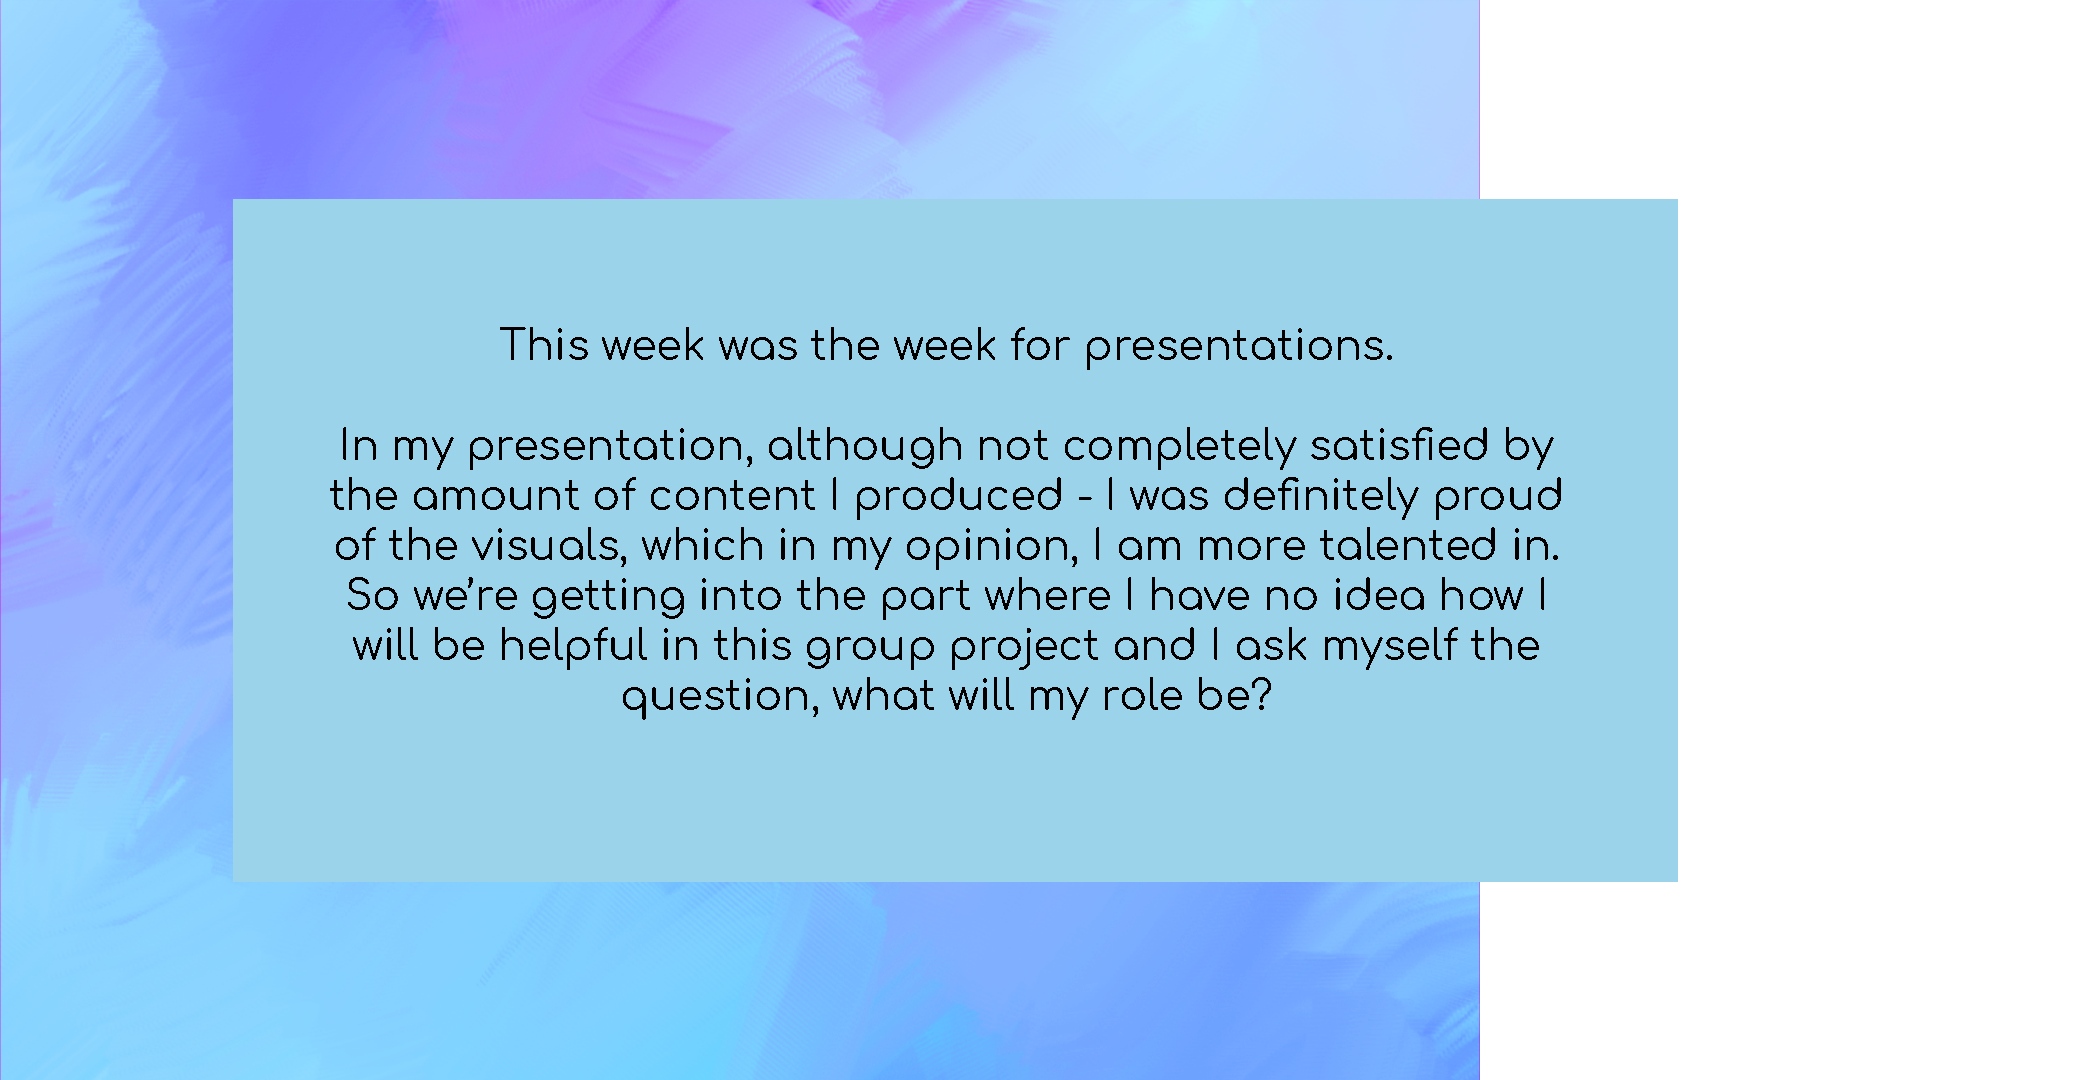 This week was the week for presentations.
In my presentation, although not completely satisfied by
the amount of content I produced - I was definitely proud
of the visuals, which in my opinion, I am more talented in.
So we’re getting into the part where I have no idea how I
will be helpful in this group project and I ask myself the
question, what will my role be?